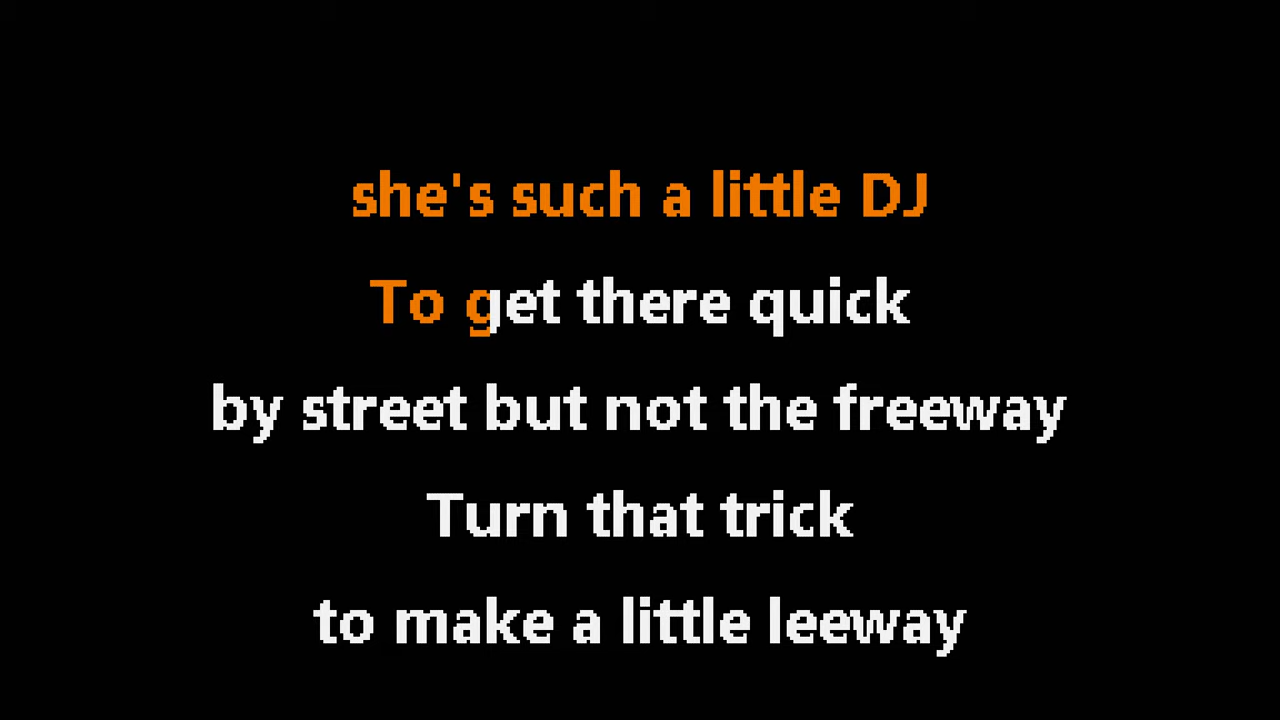 she's such a little DJ
To get there quick
by street but not the freeway
Turn that trick
to make a little leeway